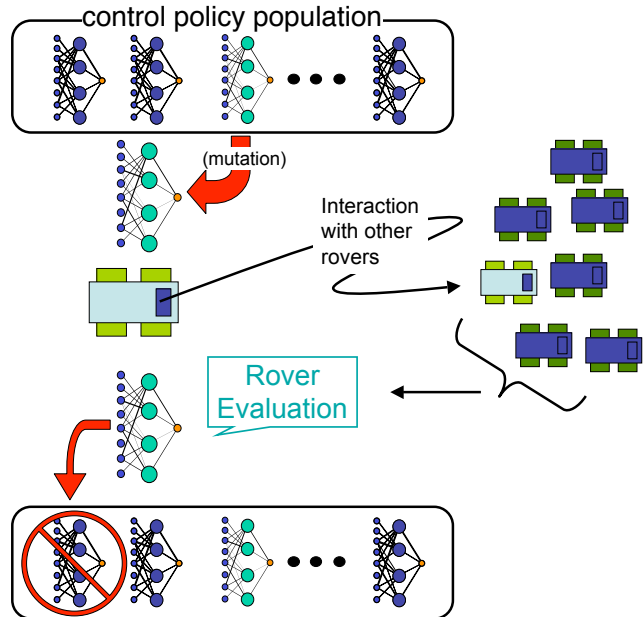 control policy population
(mutation)
Interaction
with other
rovers
Rover
Evaluation